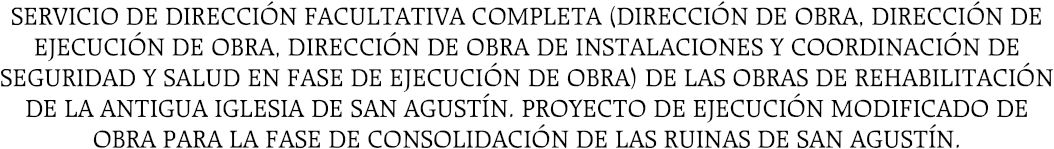 SERVICIO DE DIRECCIÓN FACULTATIVA COMPLETA (DIRECCIÓN DE OBRA, DIRECCIÓN DE
EJECUCIÓN DE OBRA, DIRECCIÓN DE OBRA DE INSTALACIONES Y COORDINACIÓN DE
SEGURIDAD Y SALUD EN FASE DE EJECUCIÓN DE OBRA) DE LAS OBRAS DE REHABILITACIÓN
DE LA ANTIGUA IGLESIA DE SAN AGUSTÍN. PROYECTO DE EJECUCIÓN MODIFICADO DE
OBRA PARA LA FASE DE CONSOLIDACIÓN DE LAS RUINAS DE SAN AGUSTÍN.